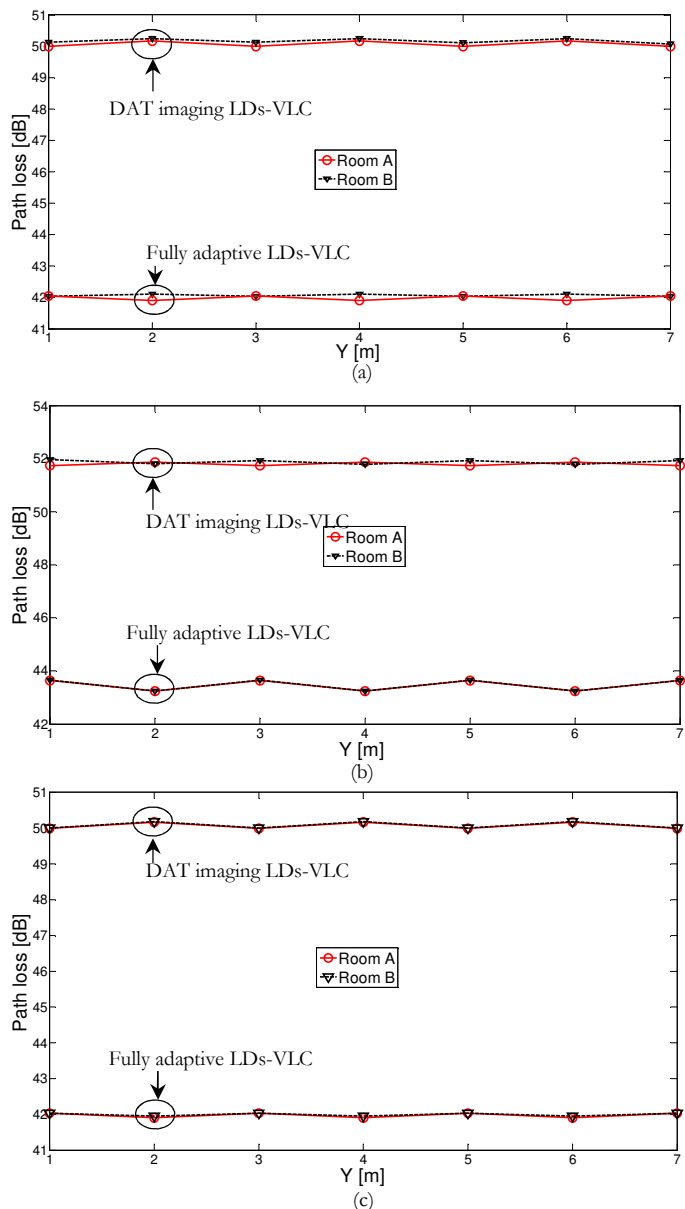 51
50
49
48
47
46
45
44
43
42
41
Path loss [dB]
DAT imaging LDs-VLC
Room A
Room B
Fully adaptive LDs-VLC
1 2 3 4 5 6 7
Y [m]
(a)
54
52
50
48
46
44
42
Path loss [dB]
DAT imaging LDs-VLC
Room A
Room B
Fully adaptive LDs-VLC
1 2 3 4 5 6 7
Y [m]
(b)
51
50
49
48
47
46
45
44
43
42
41
Path loss [dB]
DAT imaging LDs-VLC
Room A
Room B
Fully adaptive LDs-VLC
1 2 3 4 5 6 7
Y [m]
(c)